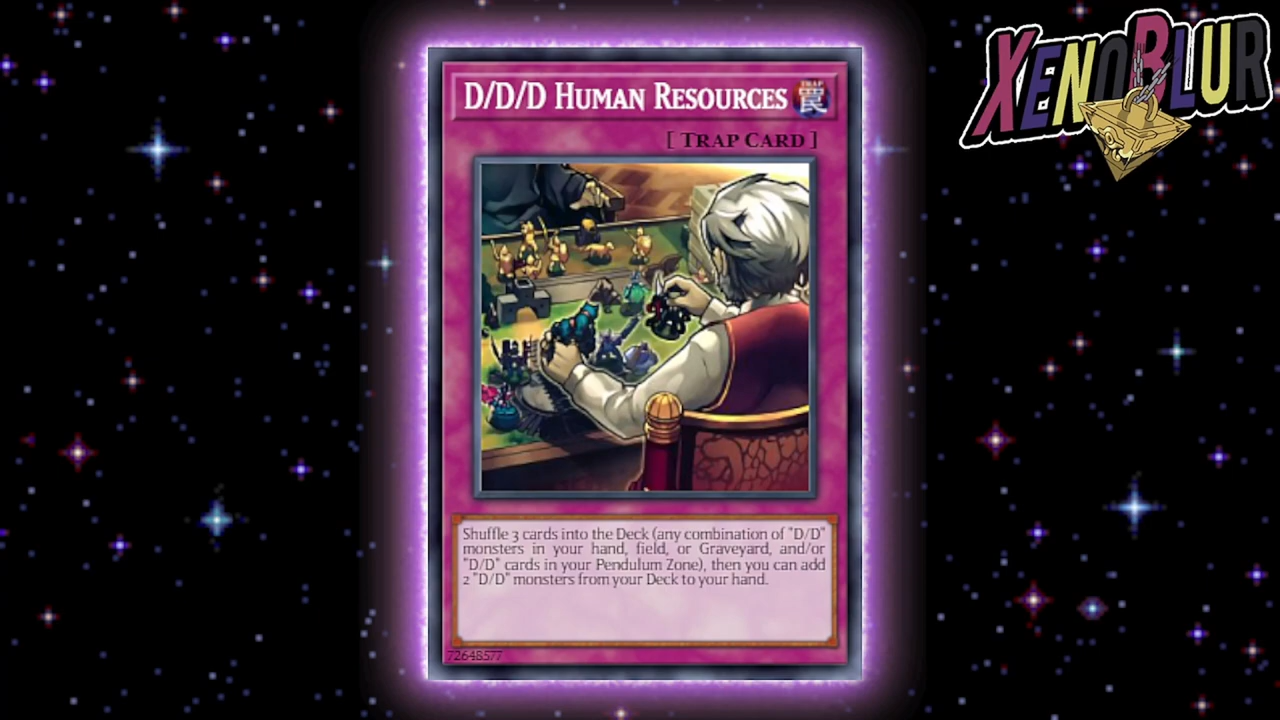 XENOBLUR
D/D/D HUMAN RESOURCES
TRAP
罠
[ TRAP CARD ]
Shuffle 3 cards into the Deck (any combination of "D/D"
monsters in your hand, field, or Graveyard, and/or
"D/D" cards in your Pendulum Zone), then you can add
2 "D/D" monsters from your Deck to your hand.
72648577